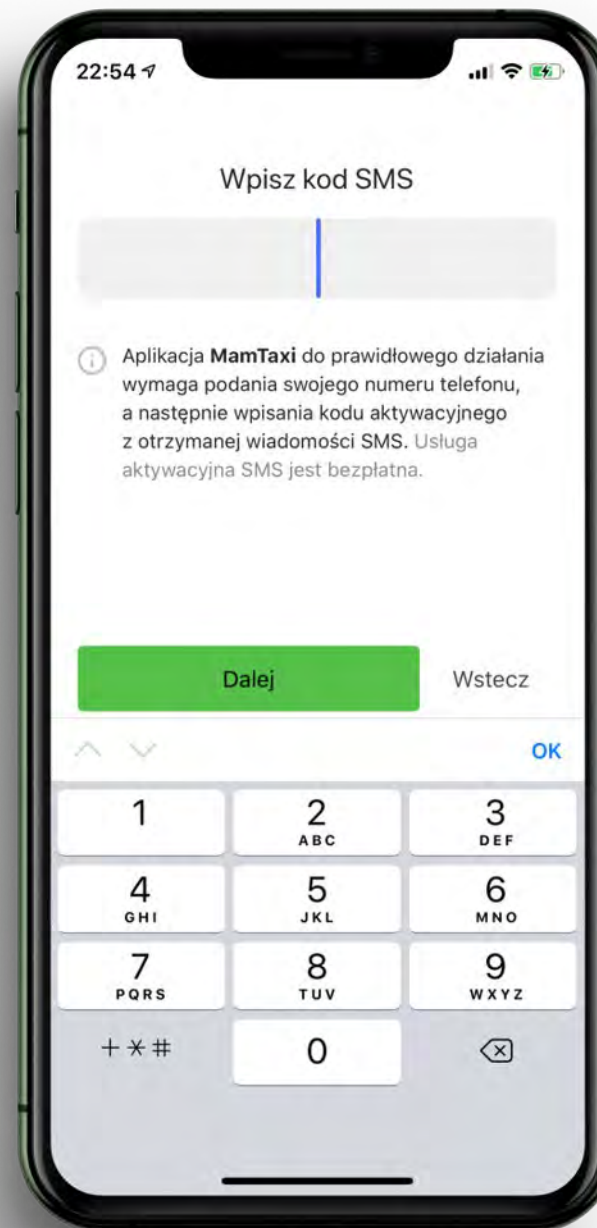 22:54
Wpisz kod SMS
Aplikacja MamTaxi do prawidłowego działania
wymaga podania swojego numeru telefonu,
a następnie wpisania kodu aktywacyjnego
z otrzymanej wiadomości SMS. Usługa
aktywacyjna SMS jest bezpłatna.
Dalej Wstecz
OK
1 2 3
ABC DEF
4 5 6
GHI JKL MNO
7 8 9
PQRS TUV WXYZ
+*# 0